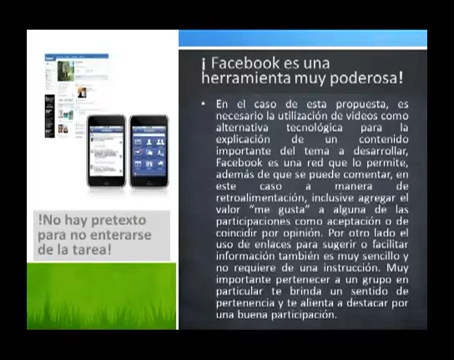 ¡ Facebook es una
herramienta muy poderosa!
• En el caso de esta propuesta, es
necesario la utilización de videos como
alternativa tecnológica para la
explicación de un contenido
importante del tema a desarrollar,
Facebook es una red que lo permite,
además de que se puede comentar, en
este caso a manera de
retroalimentación, inclusive agregar el
valor “me gusta” a alguna de las
participaciones como aceptación o de
coincidir por opinión. Por otro lado el
uso de enlaces para sugerir o facilitar
información también es muy sencillo y
no requiere de una instrucción. Muy
importante pertenecer a un grupo en
particular te brinda un sentido de
pertenencia y te alienta a destacar por
una buena participación.
!No hay pretexto
para no enterarse
de la tarea!